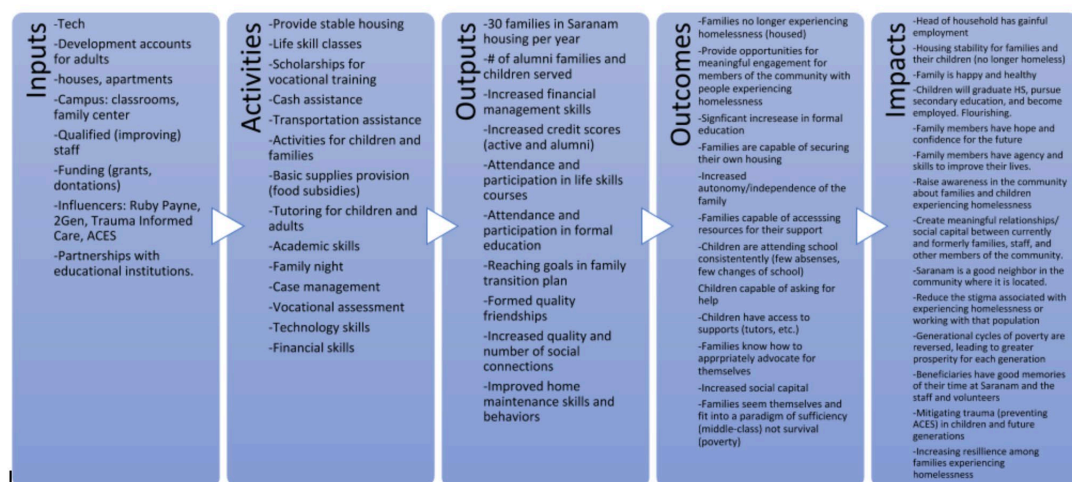 Inputs
-Tech
-Development accounts
for adults
-houses, apartments
-Campus: classrooms,
family center
-Qualified (improving)
staff
-Funding (grants,
dontations)
-Influencers: Ruby Payne,
2Gen, Trauma Informed
Care, ACES
-Partnerships with
educational institutions.
Activities
-Provide stable housing
-Life skill classes
-Scholarships for
vocational training
-Cash assistance
-Transportation assistance
-Activities for children and
families
-Basic supplies provision
(food subsidies)
-Tutoring for children and
adults
-Academic skills
-Family night
-Case management
-Vocational assessment
-Technology skills
-Financial skills
Outputs
-30 families in Saranam
housing per year
-# of alumni families and
children served
-Increased financial
management skills
-Increased credit scores
(active and alumni)
-Attendance and
participation in life skills
courses
-Attendance and
participation in formal
education
-Reaching goals in family
transition plan
-Formed quality
friendships
-Increased quality and
number of social
connections
-Improved home
maintenance skills and
behaviors
Outcomes
-Families no longer experiencing
homelessness (housed)
-Provide opportunities for
meaningful engagement for
members of the community with
people experiencing
homelessness
-Signficant incresease in formal
education
-Families are capable of securing
their own housing
-Increased
autonomy/independence of the
family
-Families capable of accesssing
resources for their support
-Children are attending school
consistentently (few absenses,
few changes of school)
Children capable of asking for
help
-Children have access to
supports (tutors, etc.)
-Families know how to
apprpriately advocate for
themselves
-Increased social capital
-Families seem themselves and
fit into a paradigm of sufficiency
(middle-class) not survival
(poverty)
Impacts
-Head of household has gainful
employment
-Housing stability for families and
their children (no longer homeless)
-Family is happy and healthy
-Children will graduate HS, pursue
secondary education, and become
employed. Flourishing.
-Family members have hope and
confidence for the future
-Family members have agency and
skills to improve their lives.
-Raise awareness in the community
about families and children
experiencing homelessness
-Create meaningful relationships/
social capital between currently
and formerly families, staff, and
other members of the community.
-Saranam is a good neighbor in the
community where it is located.
-Reduce the stigma associated with
experiencing homelessness or
working with that population
-Generational cycles of poverty are
reversed, leading to greater
prosperity for each generation
-Beneficiaries have good memories
of their time at Saranam and the
staff and volunteers
-Mitigating trauma (preventing
ACES) in children and future
generations
-Increasing resillience among
families experiencing
homelessness